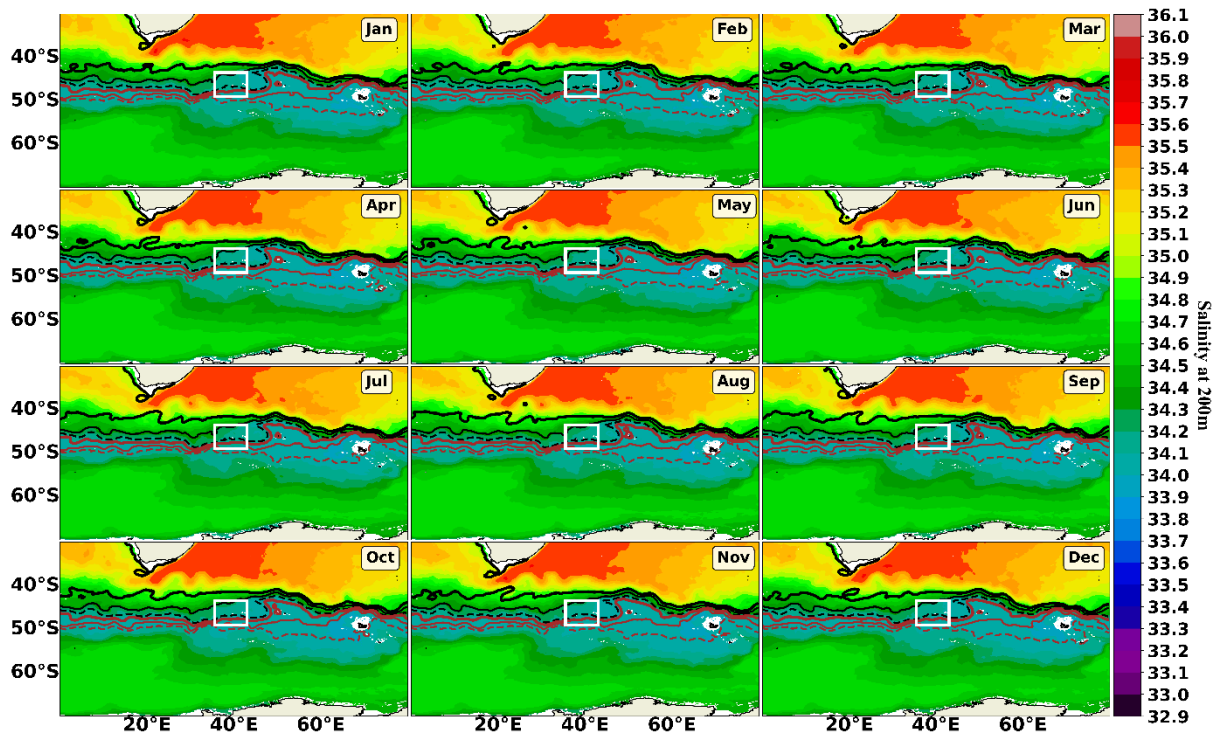 Jan
Feb
Mar
40°S
50°S
60°S
Apr
May
Jun
40°S
50°S
60°S
Jul
Aug
Sep
40°S
50°S
60°S
Oct
Nov
Dec
40°S
50°S
60°S
20°E 40°E 60°E
20°E 40°E 60°E
20°E 40°E 60°E
36.1
36.0
35.8
35.7
35.6
35.5
35.4
35.3
35.2
35.1
35.0
34.9
34.8
34.7
34.6
34.5
34.4
34.3
34.2
34.1
34.0
33.9
33.8
33.7
33.6
33.5
33.4
33.3
33.2
33.1
33.0
32.9
Salinity at 200m